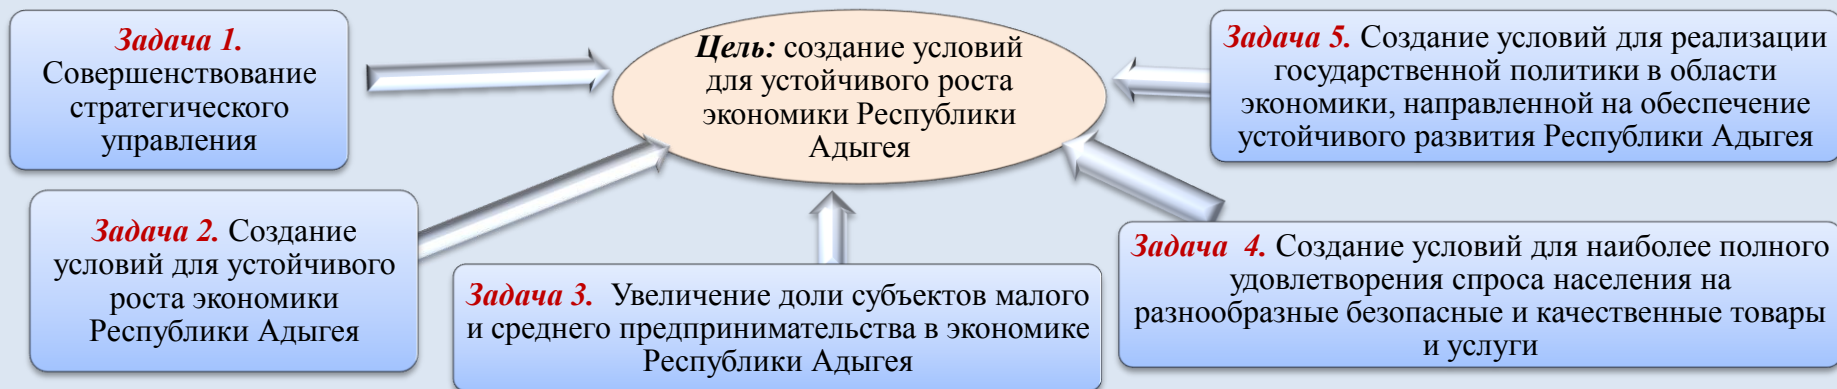 Задача 1.
Совершенствование
стратегического
управления
Цель: создание условий
для устойчивого роста
экономики Республики
Адыгея
Задача 5. Создание условий для реализации
государственной политики в области
экономики, направленной на обеспечение
устойчивого развития Республики Адыгея
Задача 2. Создание
условий для устойчивого
роста экономики
Республики Адыгея
Задача 3. Увеличение доли субъектов малого
и среднего предпринимательства в экономике
Республики Адыгея
Задача 4. Создание условий для наиболее полного
удовлетворения спроса населения на
разнообразные безопасные и качественные товары
и услуги